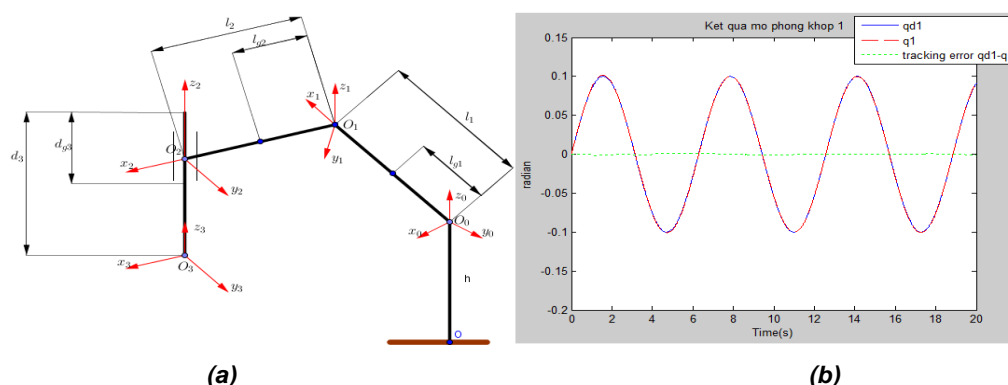 l₂
l_g2
z₂
z₁
x₁
O₁
y₁
l₁
l_g1
d₃
d_g3
O₂
x₂
y₂
z₃
x₃
O₃
y₃
z₀
O₀
x₀
y₀
h
O
(a)
Ket qua mo phong khop 1
qd1
q1
tracking error qd1-q
0.15
0.1
0.05
0
-0.05
-0.1
-0.15
-0.2
radian
0 2 4 6 8 10 12 14 16 18 20
Time(s)
(b)